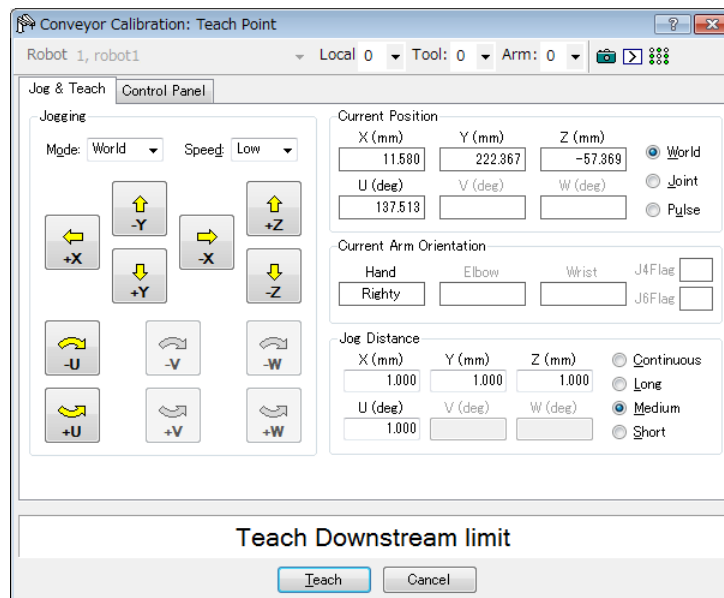 Conveyor Calibration: Teach Point
Robot 1, robot1 Local 0 Tool: 0 Arm: 0
Jog & Teach Control Panel
Jogging
Mode: World Speed: Low
-Y +Z
+X -X
+Y -Z
-U -V -W
+U +V +W
Current Position
X (mm) Y (mm) Z (mm)
11.580 222.367 -57.369
U (deg) V (deg) W (deg)
137.513
World
Joint
Pulse
Current Arm Orientation
Hand Elbow Wrist J4Flag
Righty J6Flag
Jog Distance
X (mm) Y (mm) Z (mm)
1.000 1.000 1.000
U (deg) V (deg) W (deg)
1.000
Continuous
Long
Medium
Short
Teach Downstream limit
Teach Cancel